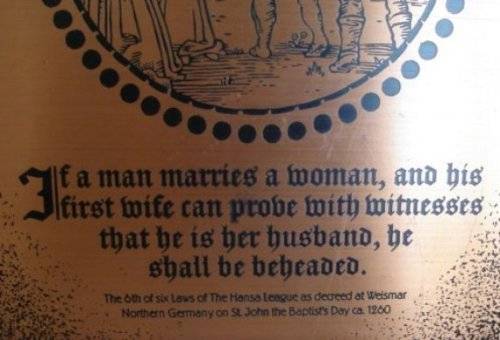 If a man marries a woman, and his
first wife can probe with witnesses
that he is her husband, he
shall be beheaded.
The 6th of six Laws of The Hansa League as decreed at Weismar
Northern Germany on St. John the Baptist's Day ca. 1260